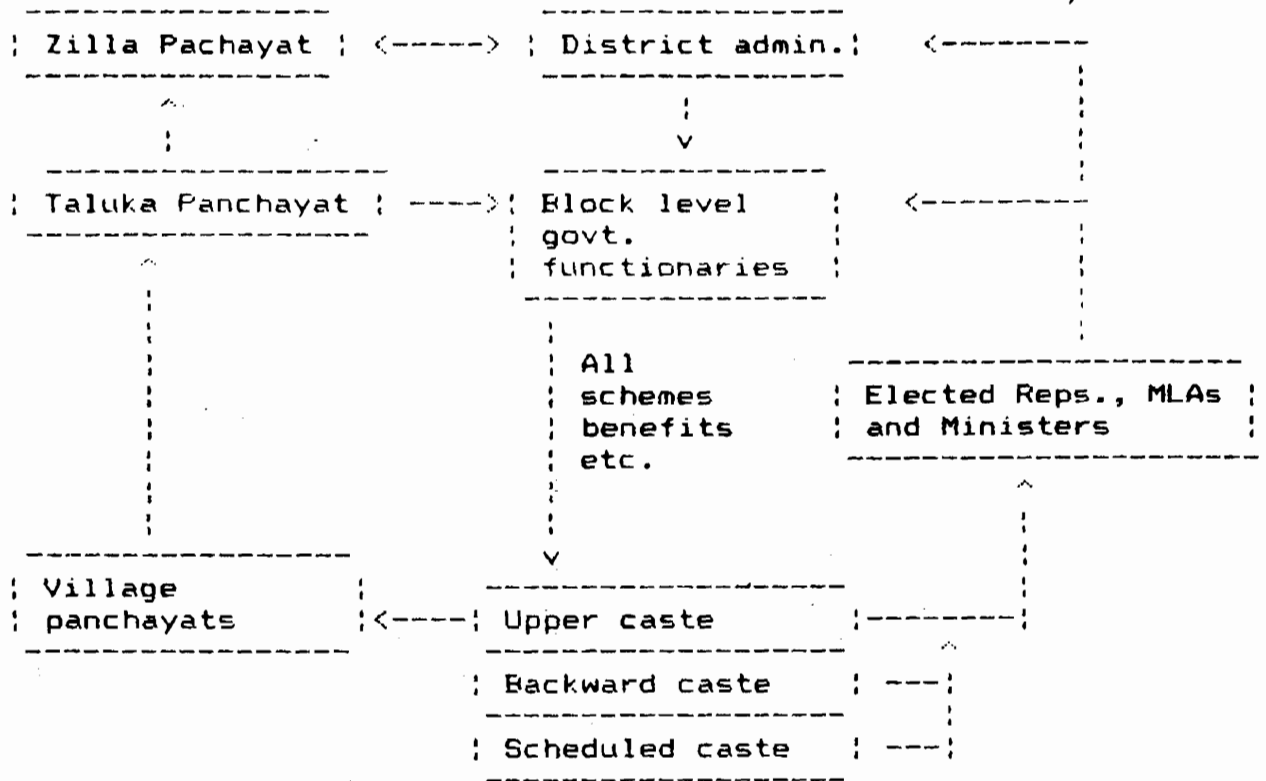 Zilla Pachayat
District admin.
Taluka Panchayat
Block level
govt.
functionaries
All
schemes
benefits
etc.
Elected Reps., MLAs
and Ministers
Village
panchayats
Upper caste
Backward caste
Scheduled caste